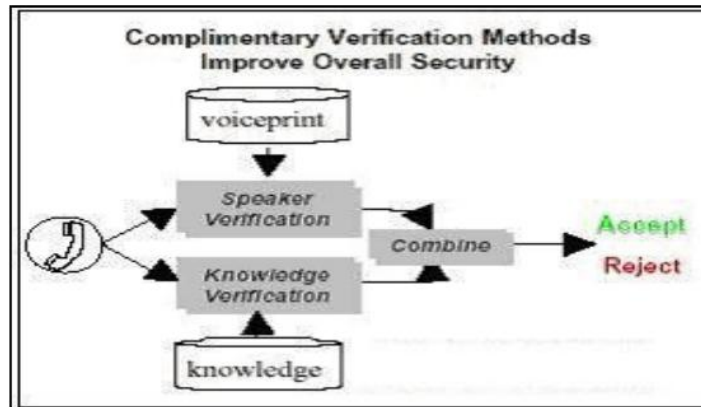 Complimentary Verification Methods
Improve Overall Security
voiceprint
Speaker
Verification
Combine
Accept
Reject
Knowledge
Verification
knowledge